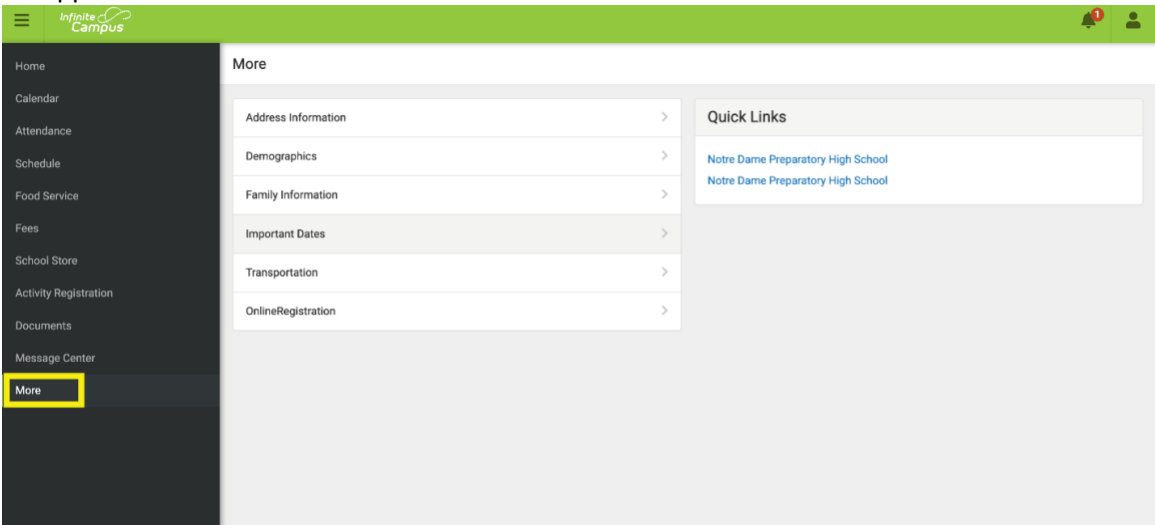 Infinite
Campus
1
Home
Calendar
Attendance
Schedule
Food Service
Fees
School Store
Activity Registration
Documents
Message Center
More
More
Address Information
Demographics
Family Information
Important Dates
Transportation
OnlineRegistration
Quick Links
Notre Dame Preparatory High School
Notre Dame Preparatory High School